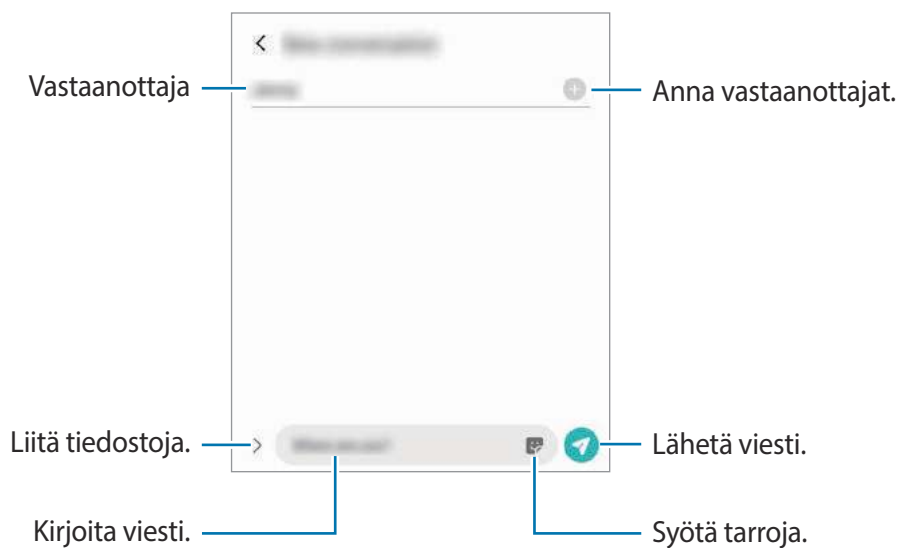 Vastaanottaja
Anna vastaanottajat.
Liitä tiedostoja.
Lähetä viesti.
Kirjoita viesti.
Syötä tarroja.